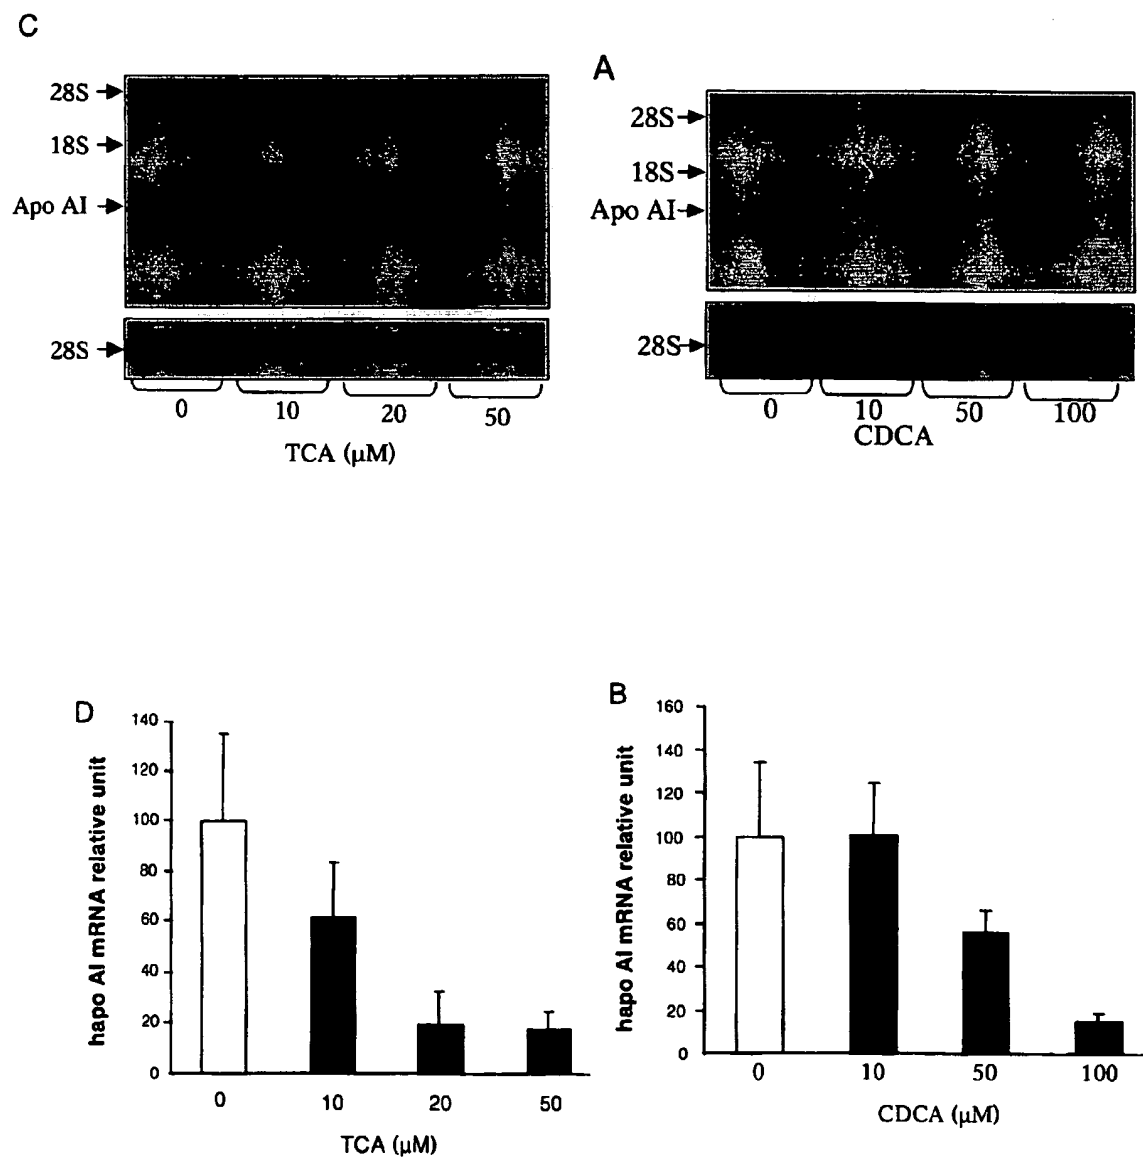 C
28S
18S
Apo AI
28S
0 10 20 50
TCA (µM)
A
28S
18S
Apo AI
28S
0 10 50 100
CDCA
D
hapo AI mRNA relative unit
140
120
100
80
60
40
20
0
0 10 20 50
TCA (µM)
B
hapo AI mRNA relative unit
160
140
120
100
80
60
40
20
0
0 10 50 100
CDCA (µM)